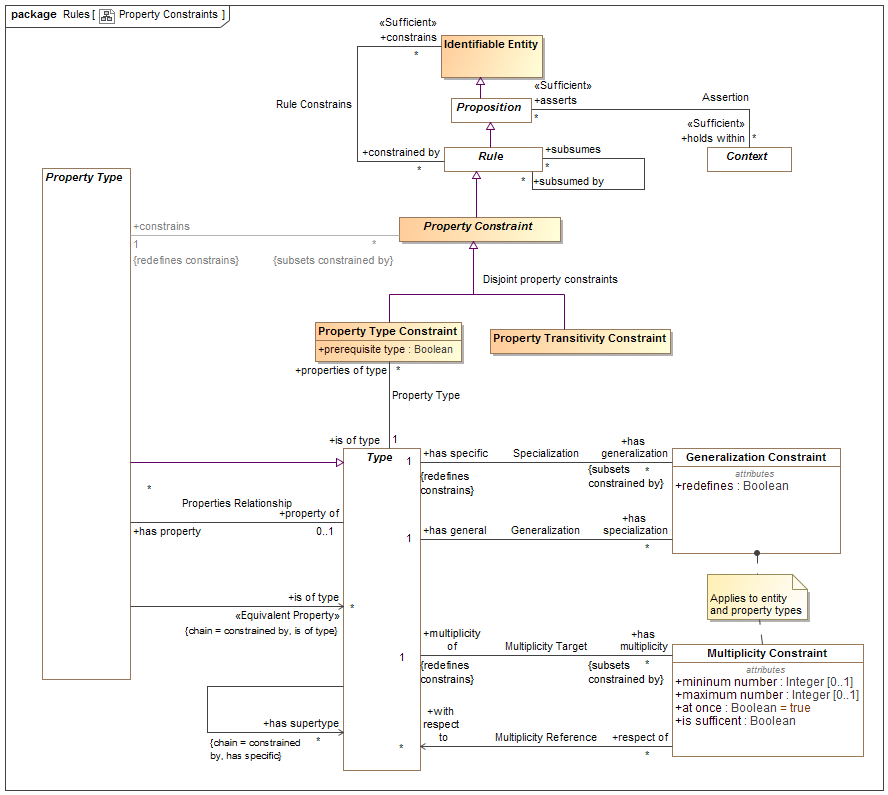 package Rules [ Property Constraints ]
«Sufficient»
+constrains
*
Identifiable Entity
Rule Constrains
«Sufficient»
+asserts
*
Proposition
Assertion
«Sufficient»
+holds within *
Context
+constrained by
*
Rule
+subsumes
*
* +subsumed by
Property Type
+constrains
1
{redefines constrains}
*
{subsets constrained by}
Property Constraint
Disjoint property constraints
Property Type Constraint
+prerequisite type : Boolean
Property Transitivity Constraint
+properties of type *
Property Type
+is of type 1
Type
1
+has specific
{redefines
constrains}
Specialization
+has
generalization
{subsets *
constrained by}
Generalization Constraint
attributes
+redefines : Boolean
*
Properties Relationship
+property of
+has property
0..1
1
+has general
Generalization
+has
specialization
*
+is of type
*
«Equivalent Property»
{chain = constrained by, is of type}
Applies to entity
and property types
1
+multiplicity
of
{redefines
constrains}
Multiplicity Target
+has
multiplicity
{subsets *
constrained by}
Multiplicity Constraint
attributes
+mininum number : Integer [0..1]
+maximum number : Integer [0..1]
+at once : Boolean = true
+is sufficent : Boolean
+has supertype
*
{chain = constrained
by, has specific}
+with
respect
to
*
Multiplicity Reference
+respect of
*